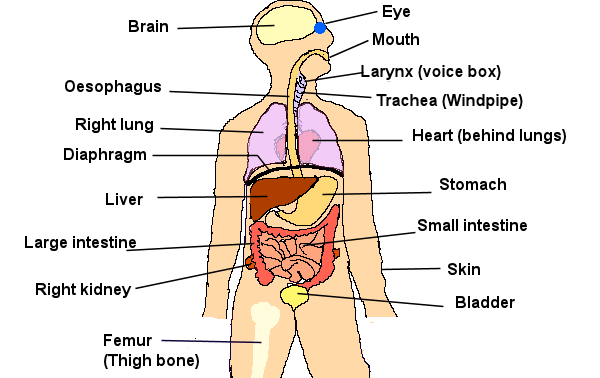 Brain
Eye
Mouth
Larynx (voice box)
Oesophagus
Trachea (Windpipe)
Right lung
Heart (behind lungs)
Diaphragm
Stomach
Liver
Small intestine
Large intestine
Skin
Right kidney
Bladder
Femur
(Thigh bone)